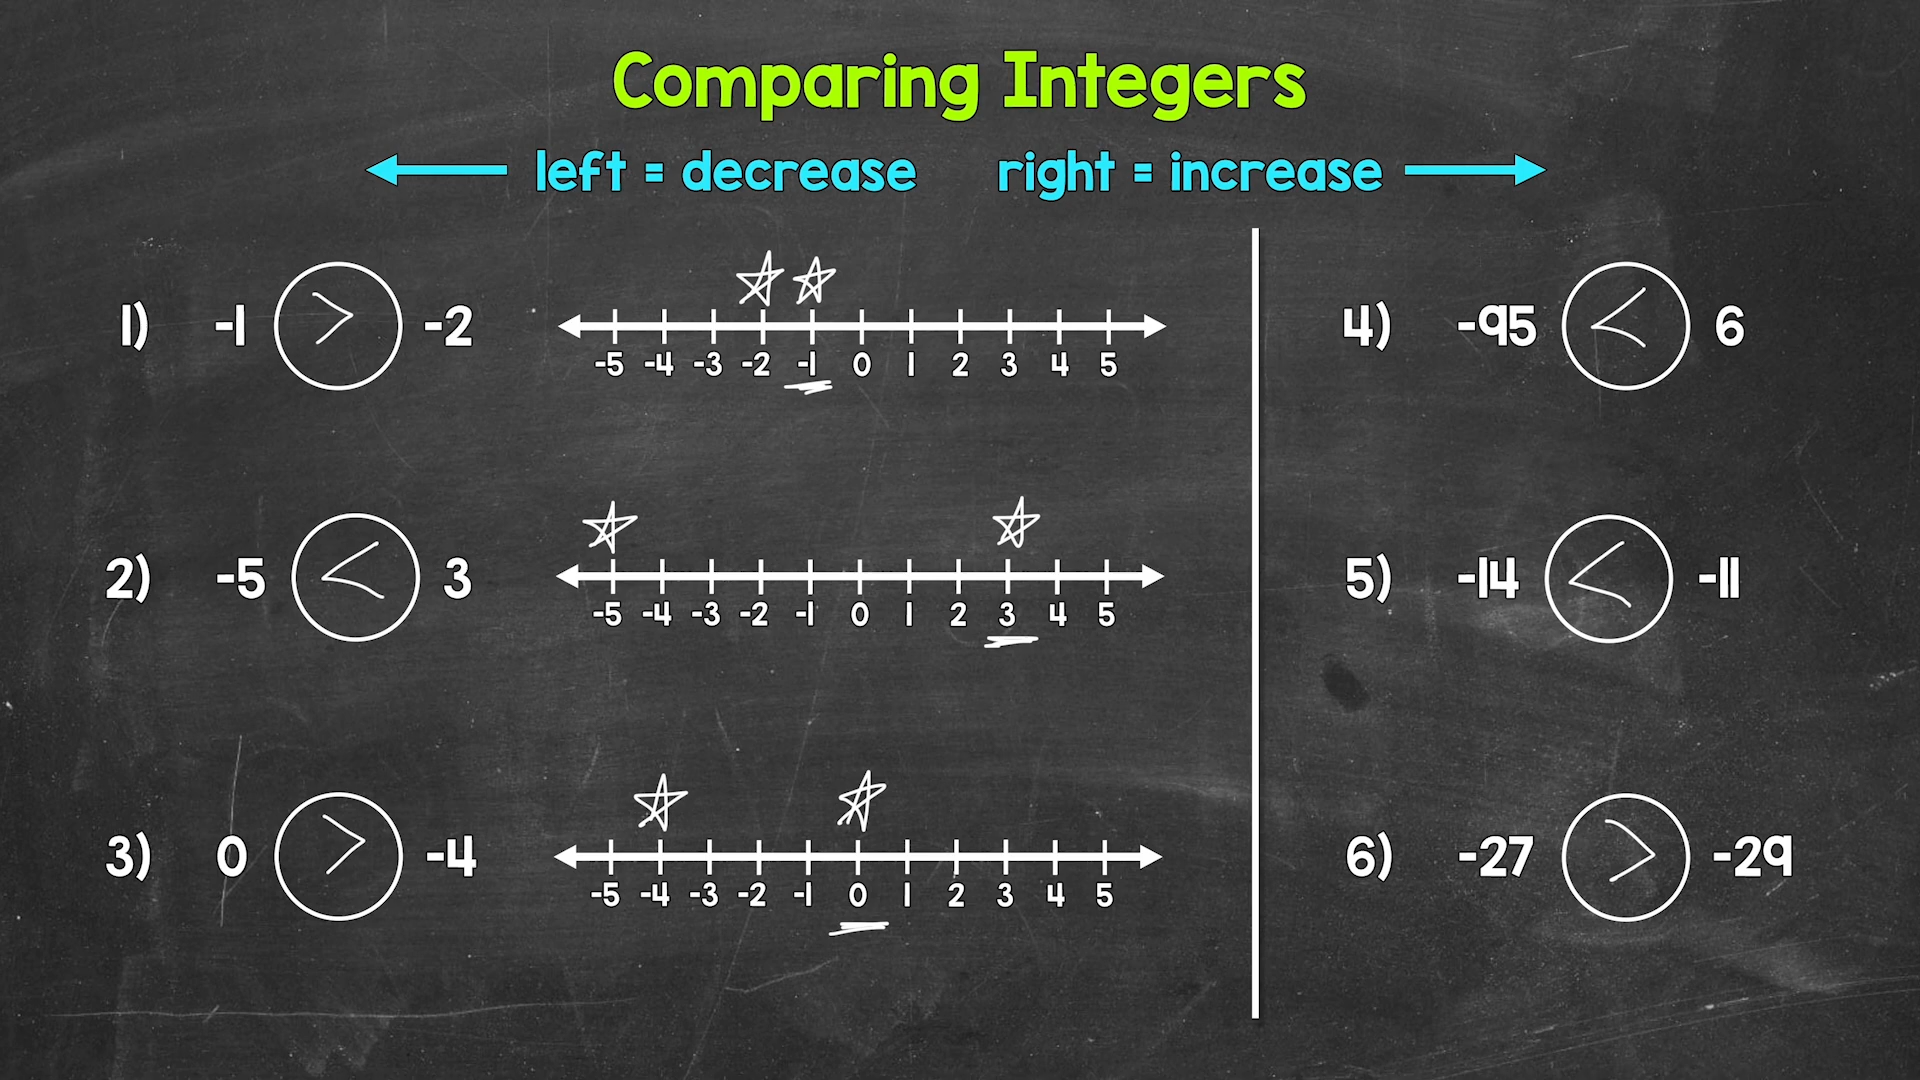 Comparing Integers
left = decrease right = increase
1) -1 > -2
-5 -4 -3 -2 -1 0 1 2 3 4 5
2) -5 < 3
-5 -4 -3 -2 -1 0 1 2 3 4 5
3) 0 > -4
-5 -4 -3 -2 -1 0 1 2 3 4 5
4) -95 < 6
5) -14 < -11
6) -27 > -29